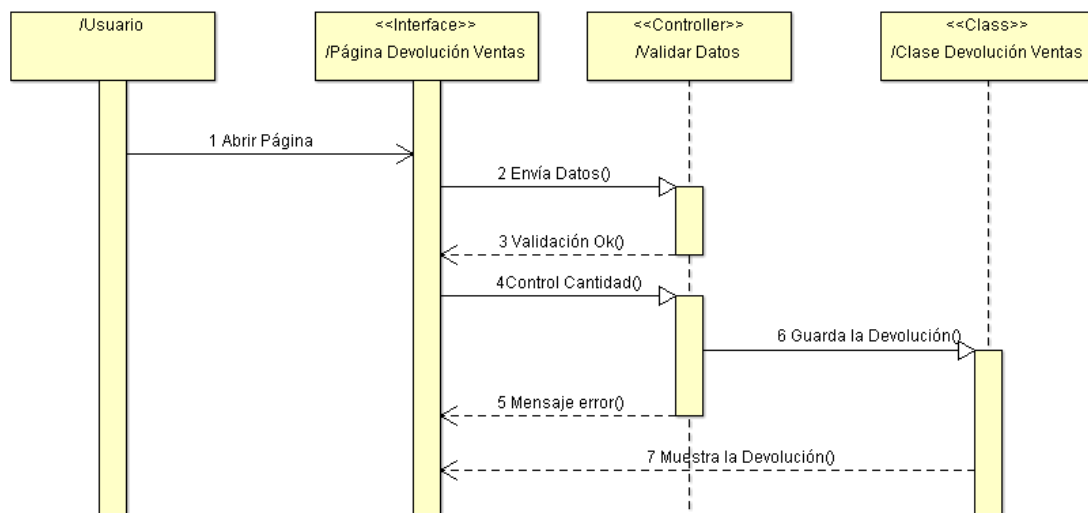 /Usuario
<<Interface>>
/Página Devolución Ventas
<<Controller>>
/Validar Datos
<<Class>>
/Clase Devolución Ventas
1 Abrir Página
2 Envía Datos()
3 Validación Ok()
4Control Cantidad()
6 Guarda la Devolución()
5 Mensaje error()
7 Muestra la Devolución()